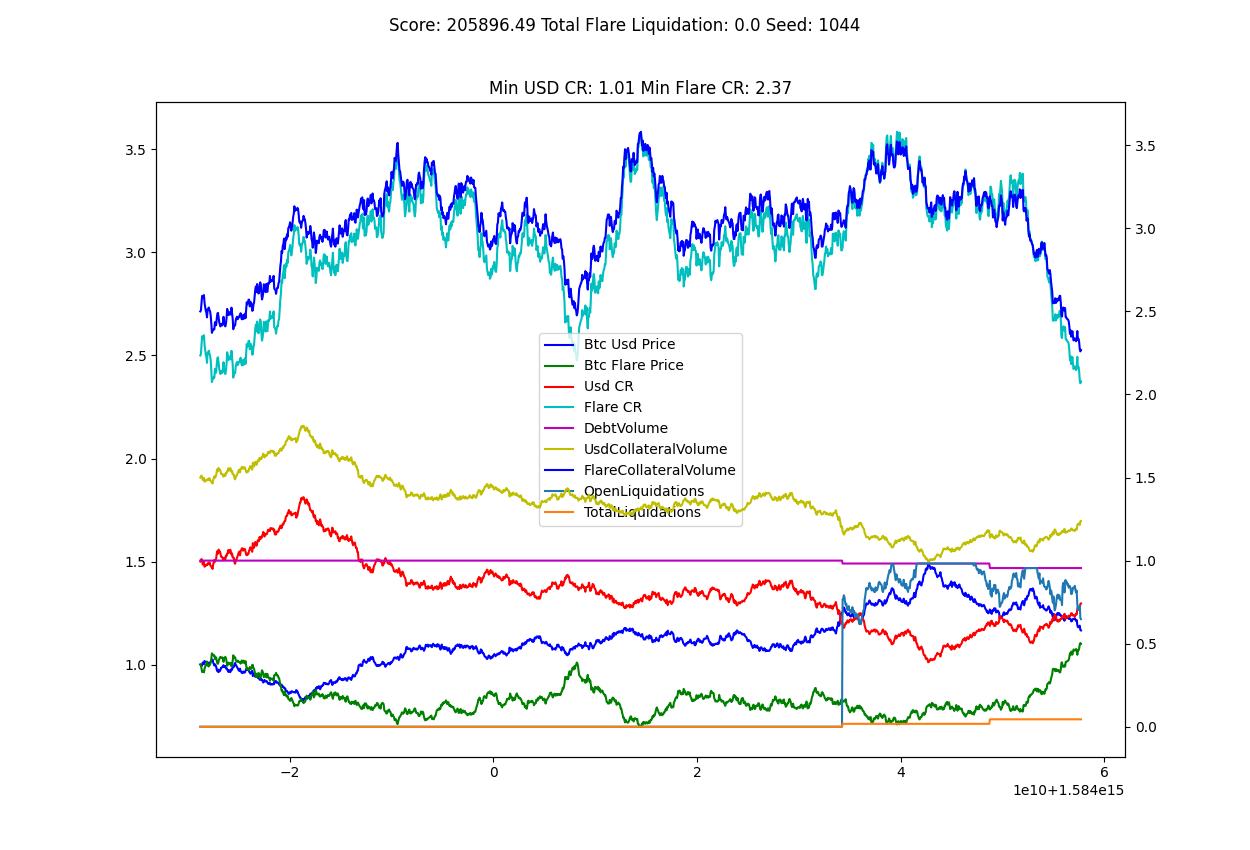 Score: 205896.49 Total Flare Liquidation: 0.0 Seed: 1044
Min USD CR: 1.01 Min Flare CR: 2.37
3.5
3.0
2.5
2.0
1.5
1.0
3.5
3.0
2.5
2.0
1.5
1.0
0.5
0.0
Btc Usd Price
Btc Flare Price
Usd CR
Flare CR
DebtVolume
UsdCollateralVolume
FlareCollateralVolume
OpenLiquidations
TotalLiquidations
−2 0 2 4 6
1e10+1.584e15